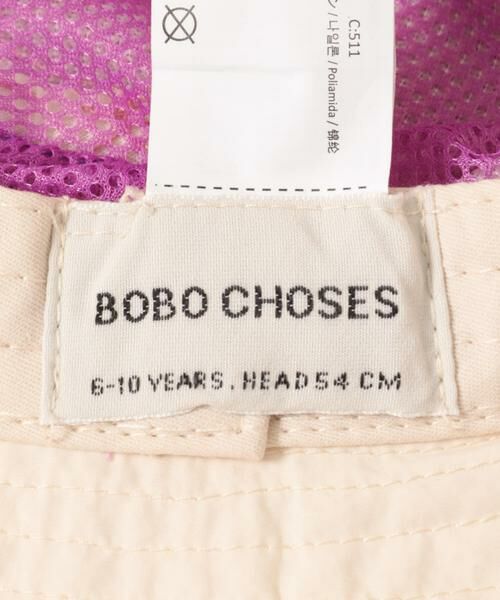 C:511
ン / 나일론 / Poliamida / 锦纶
BOBO CHOSES
6-10 YEARS. HEAD 54 CM